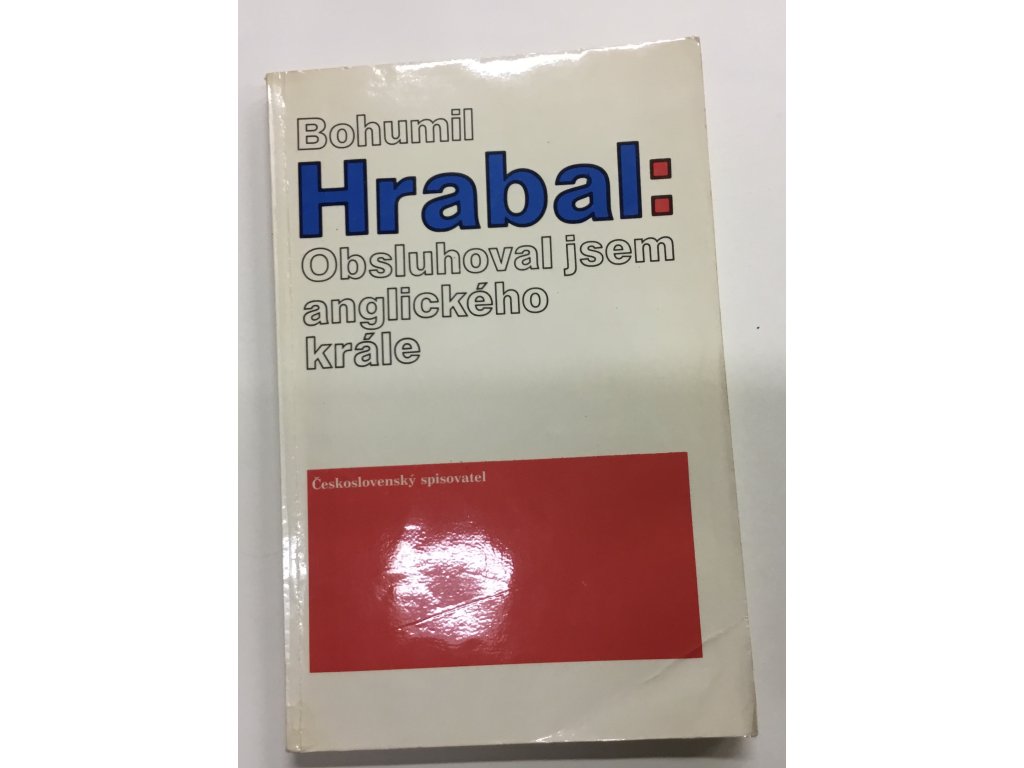 Bohumil
Hrabal:
Obsluhoval jsem
anglického
krále
Československý spisovatel